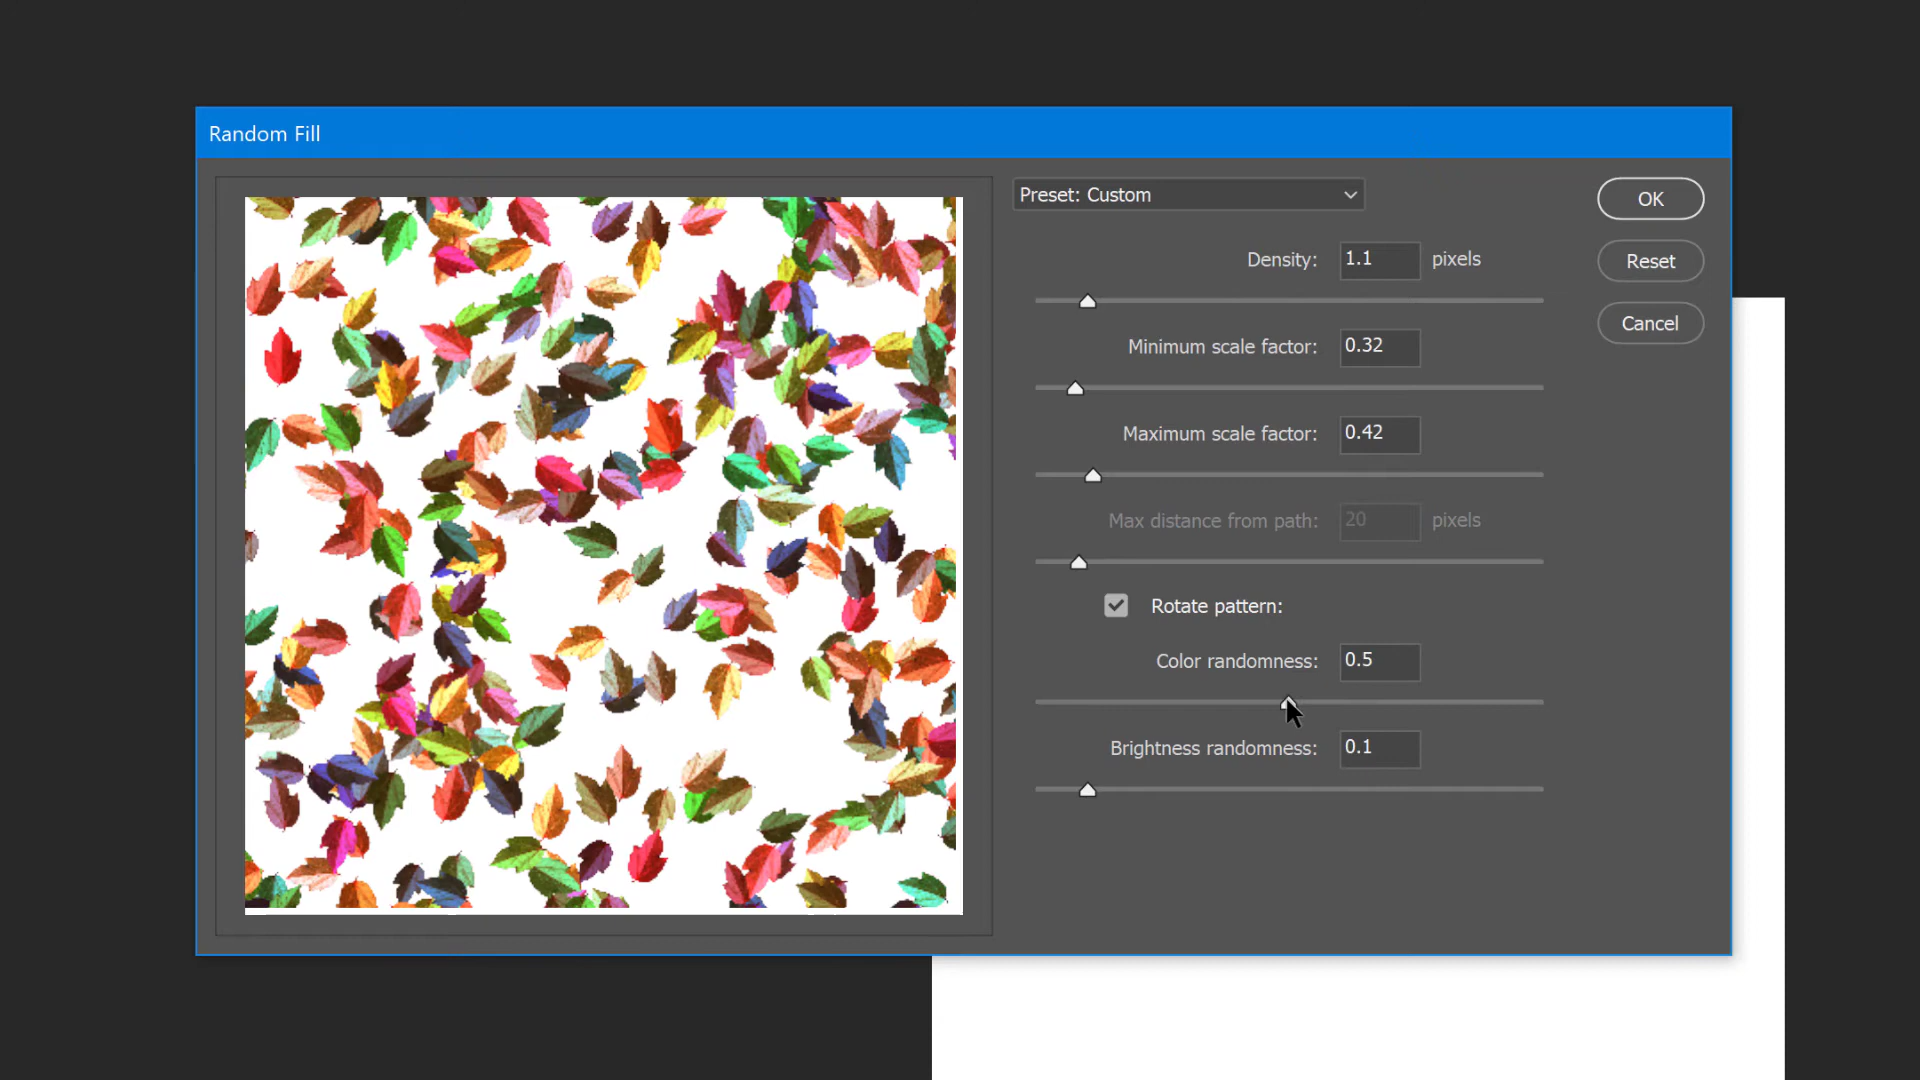 Random Fill
Preset: Custom
OK
Density: 1.1 pixels
Reset
Minimum scale factor: 0.32
Cancel
Maximum scale factor: 0.42
Max distance from path: 20 pixels
Rotate pattern:
Color randomness: 0.5
Brightness randomness: 0.1